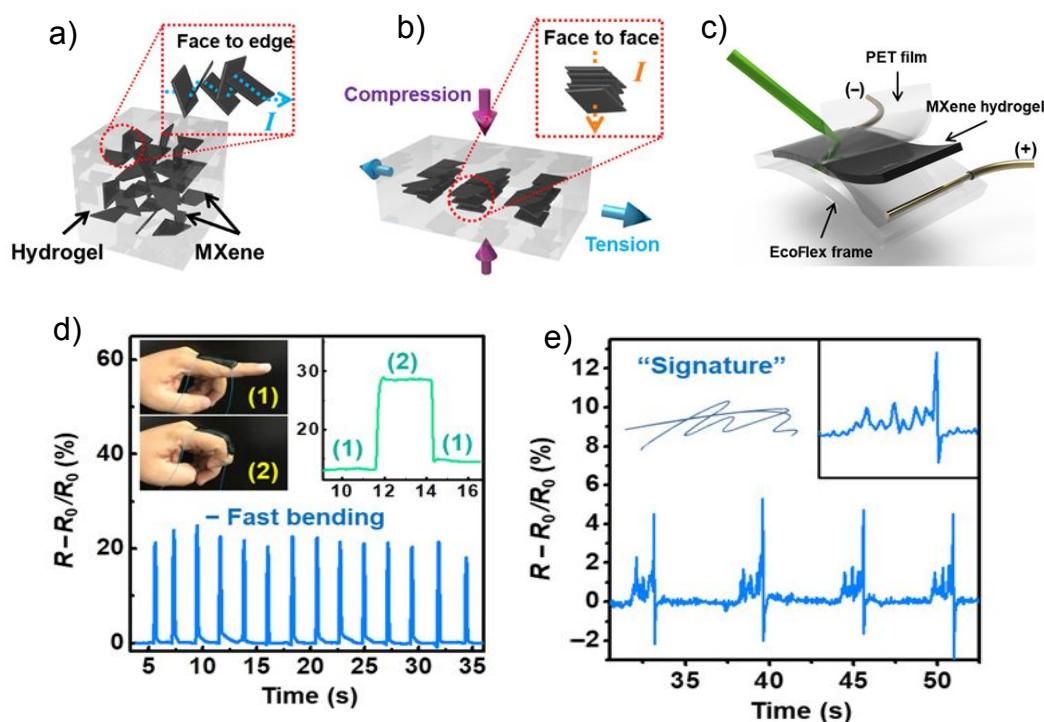 a)
Face to edge
I
Hydrogel
MXene
b)
Face to face
I
Compression
Tension
c)
PET film
(−)
MXene hydrogel
(+)
EcoFlex frame
d)
R−R0/R0 (%)
60
40
20
0
(1)
(2)
30
20
(1)
(2)
(1)
10 12 14 16
– Fast bending
5 10 15 20 25 30 35
Time (s)
e)
R−R0/R0 (%)
12
10
8
6
4
2
0
−2
“Signature”
35 40 45 50
Time (s)